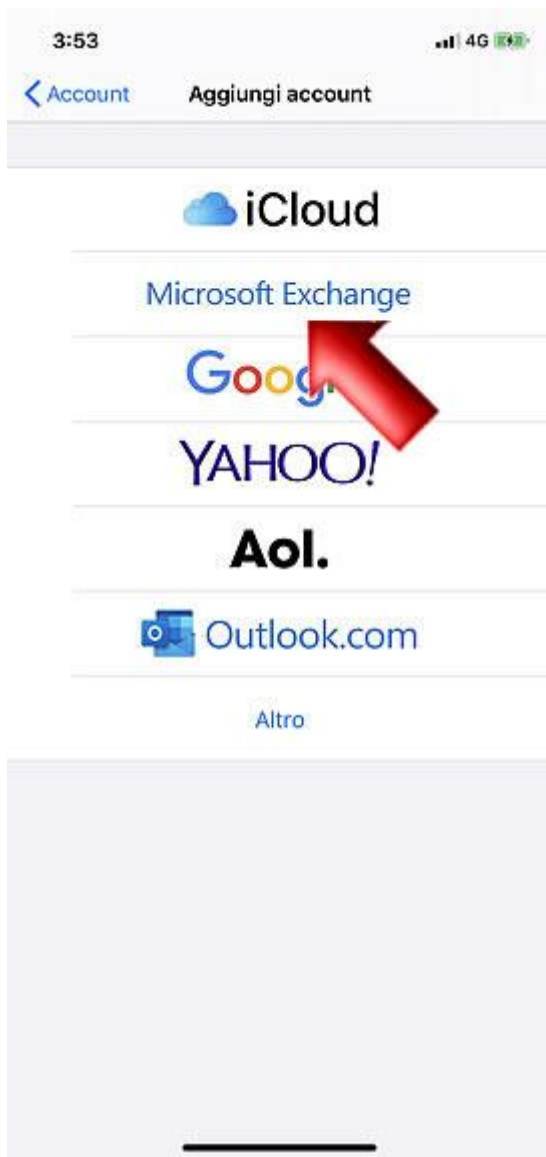 3:53
4G
Account
Aggiungi account
iCloud
Microsoft Exchange
YAHOO!
Aol.
Outlook.com
Altro